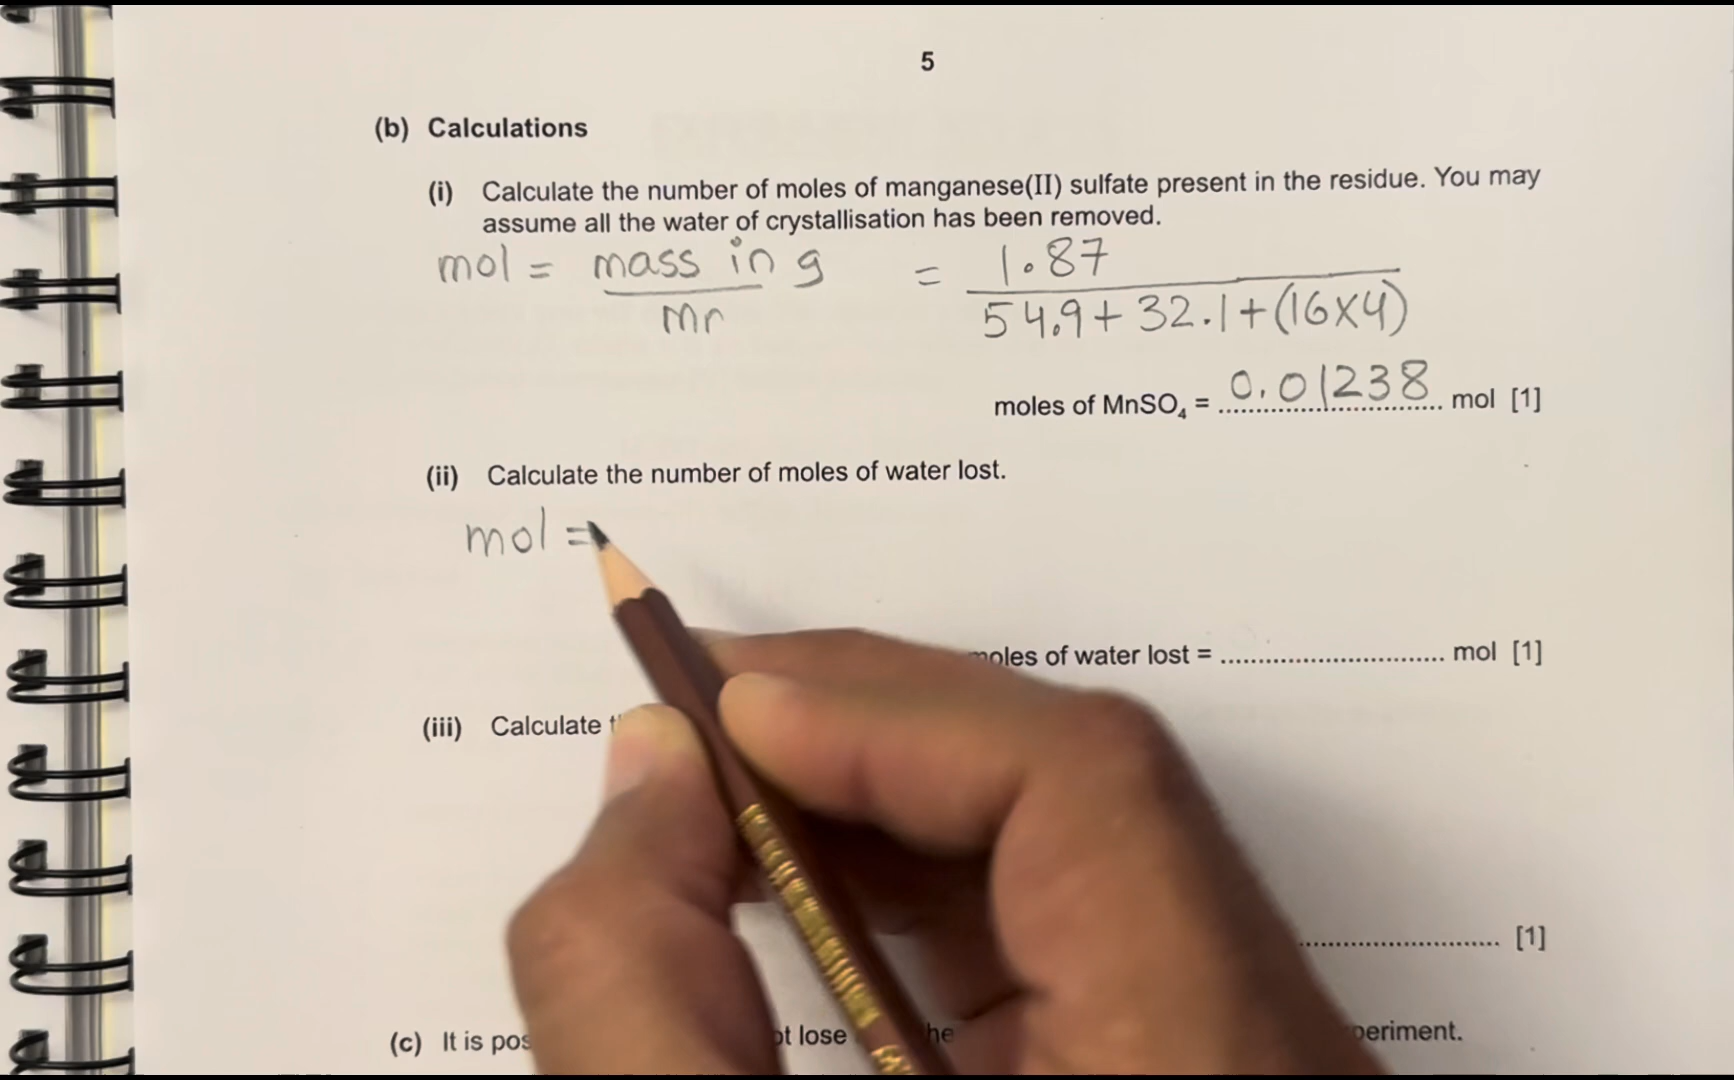 5
(b) Calculations
(i) Calculate the number of moles of manganese(II) sulfate present in the residue. You may
assume all the water of crystallisation has been removed.
mol = mass in g / Mr = 1.87 / 54.9 + 32.1 + (16x4)
moles of MnSO₄ = 0.01238 mol [1]
(ii) Calculate the number of moles of water lost.
mol =
moles of water lost = .............................. mol [1]
(iii) Calculate
.......................... [1]
(c) It is lose periment.